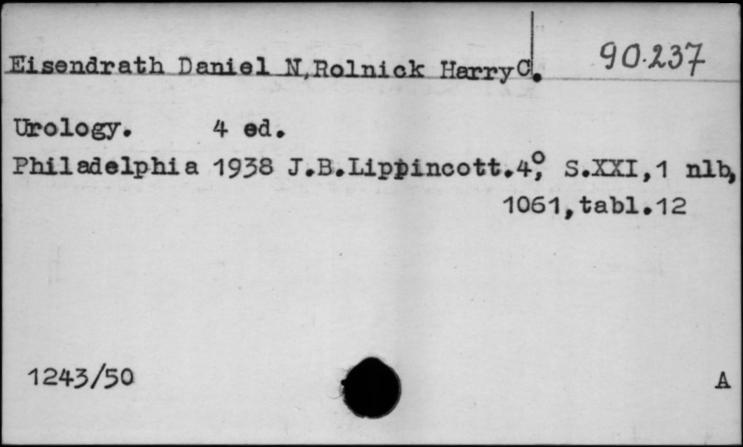 Eisendrath Daniel N,Rolnick Harry C. 90.237
Urology. 4 ed.
Philadelphia 1938 J.B.Lippincott.4°, S.XXI,1 nlb,
1061,tabl.12
1243/50 A